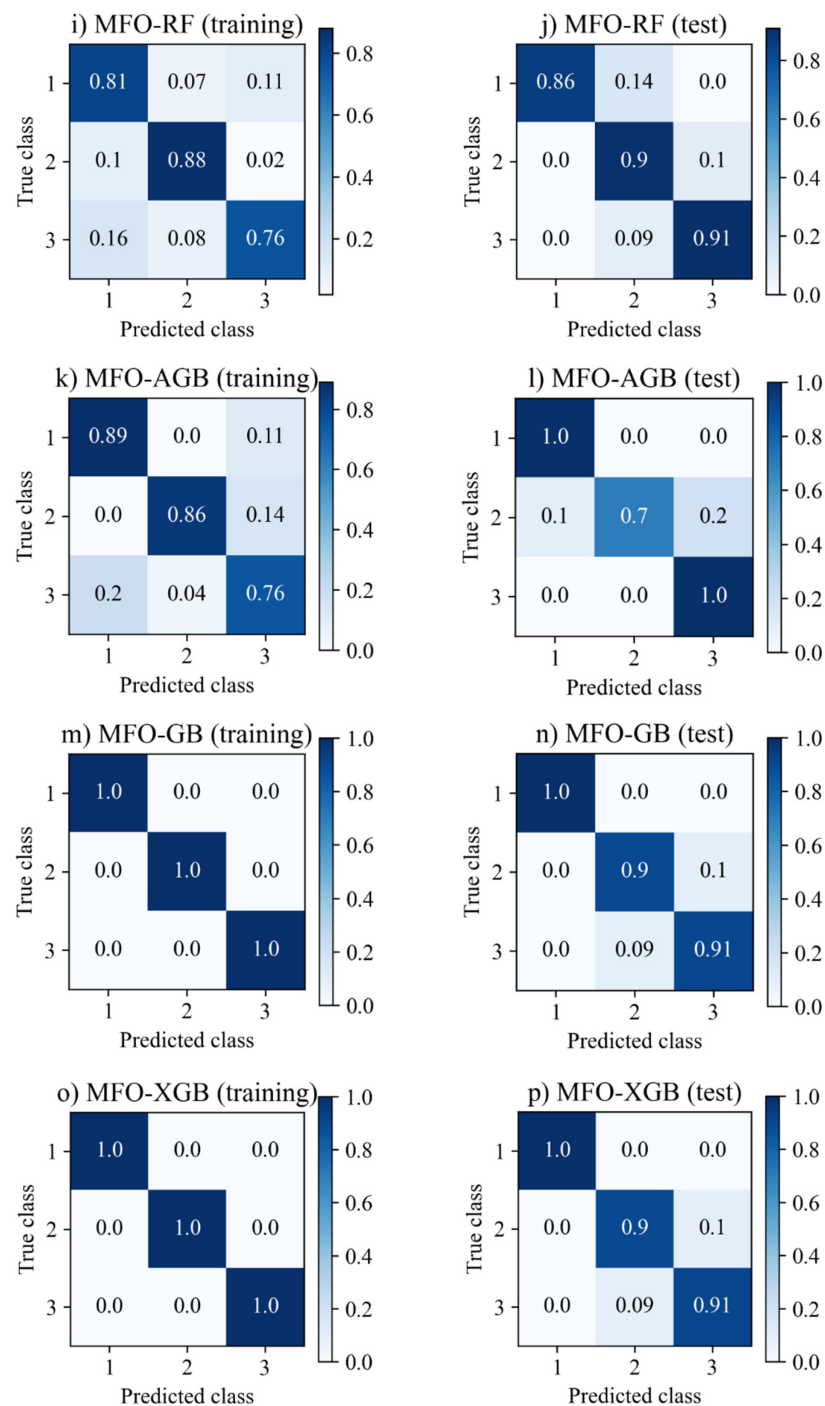 i) MFO-RF (training)
True class
1
0.81 0.07 0.11
2
0.1 0.88 0.02
3
0.16 0.08 0.76
1 2 3
Predicted class
0.8
0.6
0.4
0.2
j) MFO-RF (test)
True class
1
0.86 0.14 0.0
2
0.0 0.9 0.1
3
0.0 0.09 0.91
1 2 3
Predicted class
0.8
0.6
0.4
0.2
0.0
k) MFO-AGB (training)
True class
1
0.89 0.0 0.11
2
0.0 0.86 0.14
3
0.2 0.04 0.76
1 2 3
Predicted class
0.8
0.6
0.4
0.2
0.0
l) MFO-AGB (test)
True class
1
1.0 0.0 0.0
2
0.1 0.7 0.2
3
0.0 0.0 1.0
1 2 3
Predicted class
1.0
0.8
0.6
0.4
0.2
0.0
m) MFO-GB (training)
True class
1
1.0 0.0 0.0
2
0.0 1.0 0.0
3
0.0 0.0 1.0
1 2 3
Predicted class
1.0
0.8
0.6
0.4
0.2
0.0
n) MFO-GB (test)
True class
1
1.0 0.0 0.0
2
0.0 0.9 0.1
3
0.0 0.09 0.91
1 2 3
Predicted class
1.0
0.8
0.6
0.4
0.2
0.0
o) MFO-XGB (training)
True class
1
1.0 0.0 0.0
2
0.0 1.0 0.0
3
0.0 0.0 1.0
1 2 3
Predicted class
1.0
0.8
0.6
0.4
0.2
0.0
p) MFO-XGB (test)
True class
1
1.0 0.0 0.0
2
0.0 0.9 0.1
3
0.0 0.09 0.91
1 2 3
Predicted class
1.0
0.8
0.6
0.4
0.2
0.0